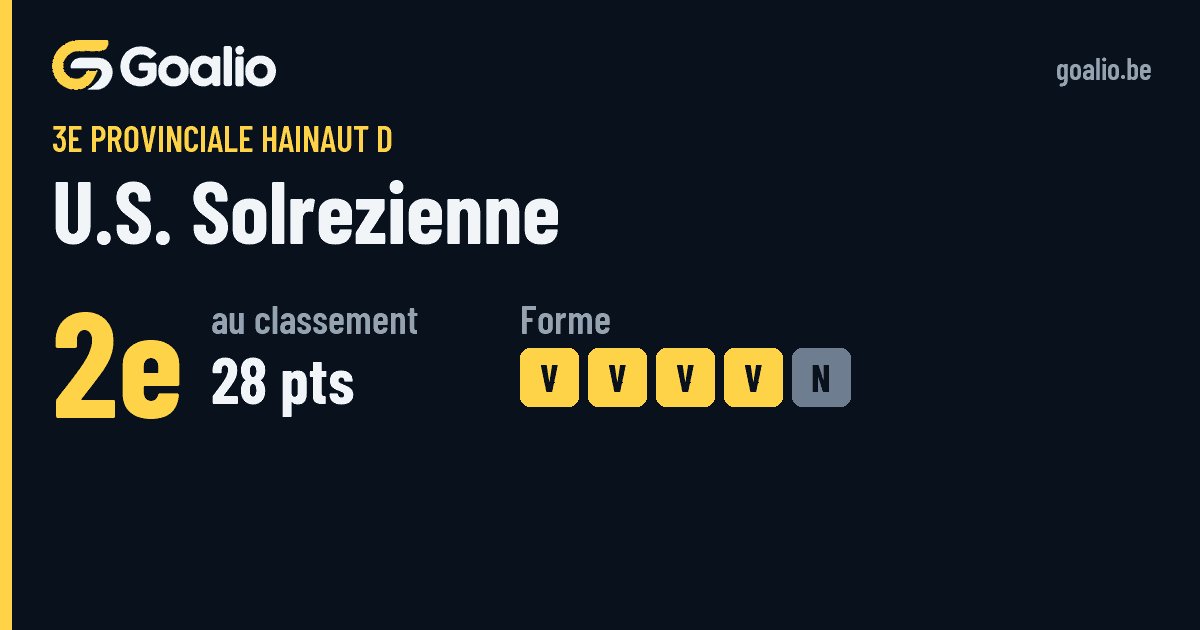 Goalio
goalio.be
3E PROVINCIALE HAINAUT D
U.S. Solrezienne
2e
au classement
28 pts
Forme
V V V V N